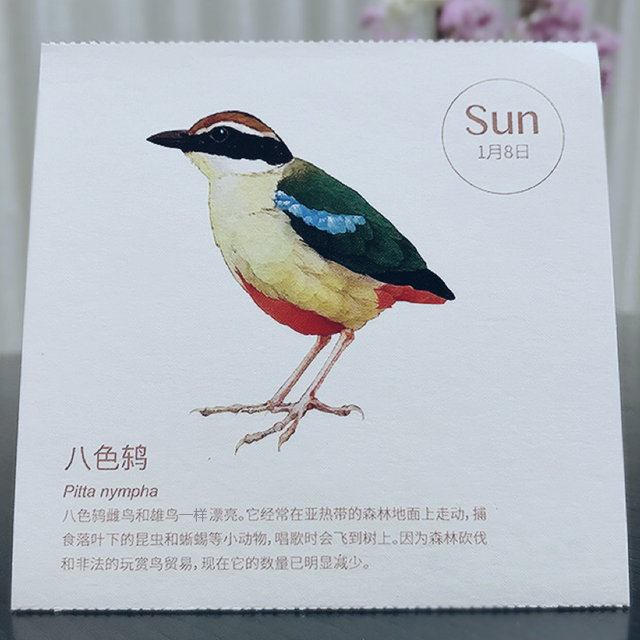 Sun
1月8日
八色鸫
Pitta nympha
八色鸫雌鸟和雄鸟一样漂亮。它经常在亚热带的森林地面上走动，捕
食落叶下的昆虫和蜥蜴等小动物，唱歌时会飞到树上。因为森林砍伐
和非法的玩赏鸟贸易，现在它的数量已明显减少。